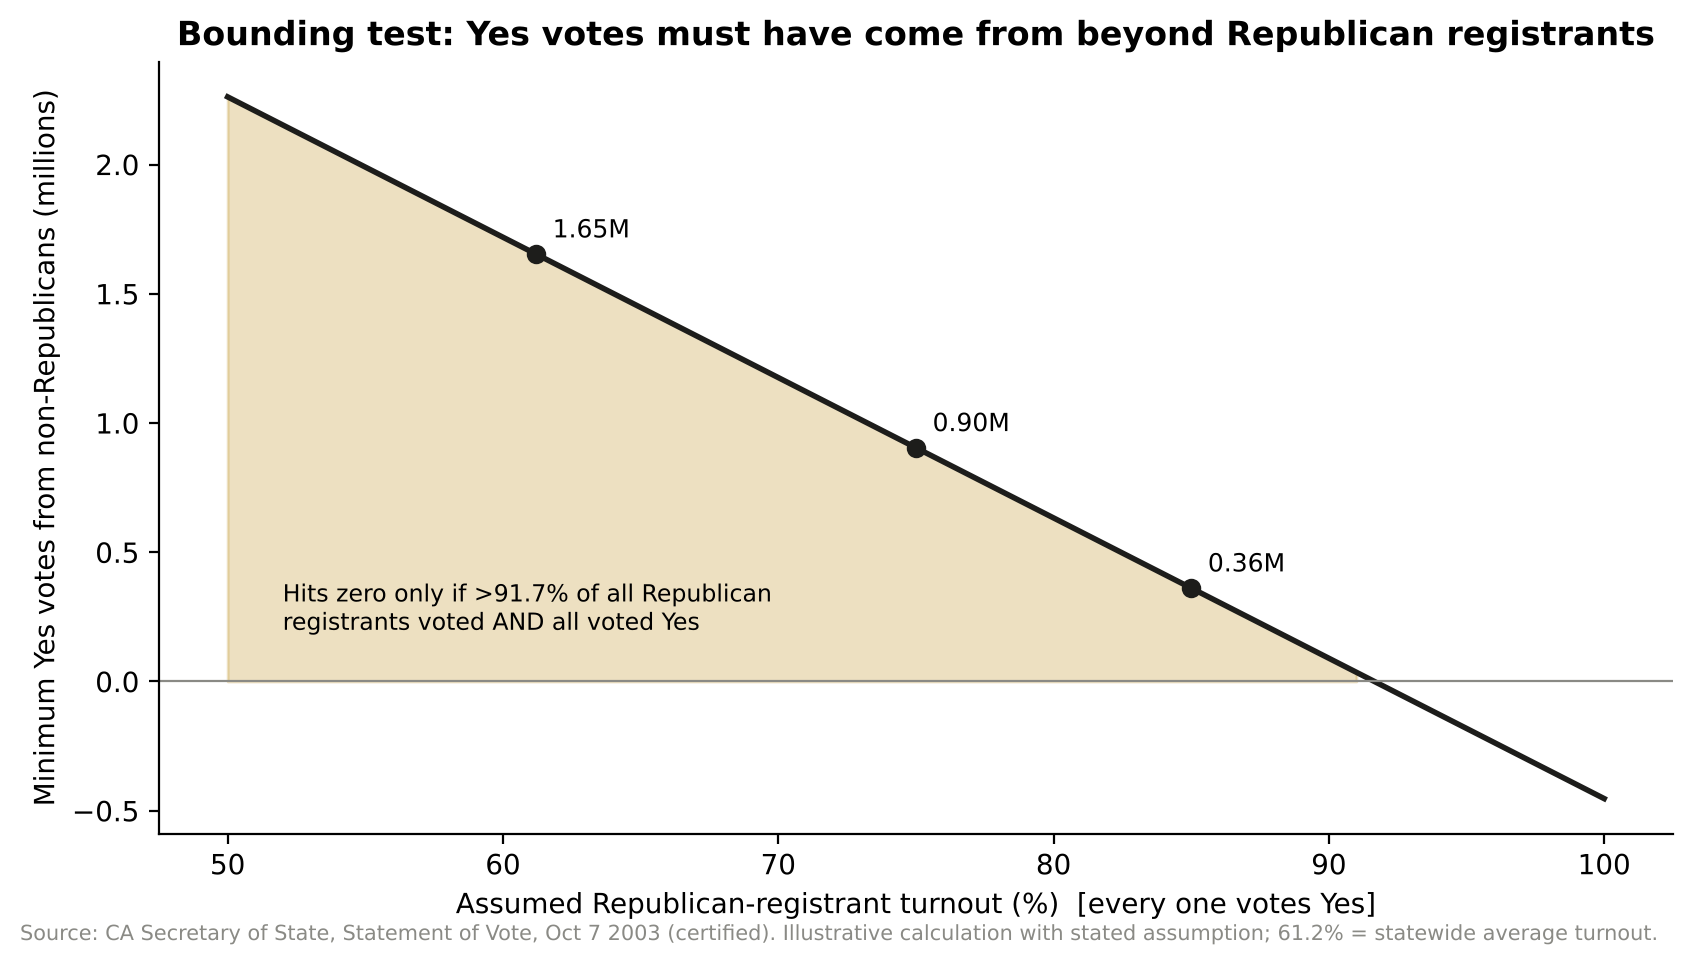 Bounding test: Yes votes must have come from beyond Republican registrants
Minimum Yes votes from non-Republicans (millions)
2.0
1.5
1.0
0.5
0.0
−0.5
1.65M
0.90M
0.36M
Hits zero only if >91.7% of all Republican
registrants voted AND all voted Yes
50
60
70
80
90
100
Assumed Republican-registrant turnout (%)  [every one votes Yes]
Source: CA Secretary of State, Statement of Vote, Oct 7 2003 (certified). Illustrative calculation with stated assumption; 61.2% = statewide average turnout.